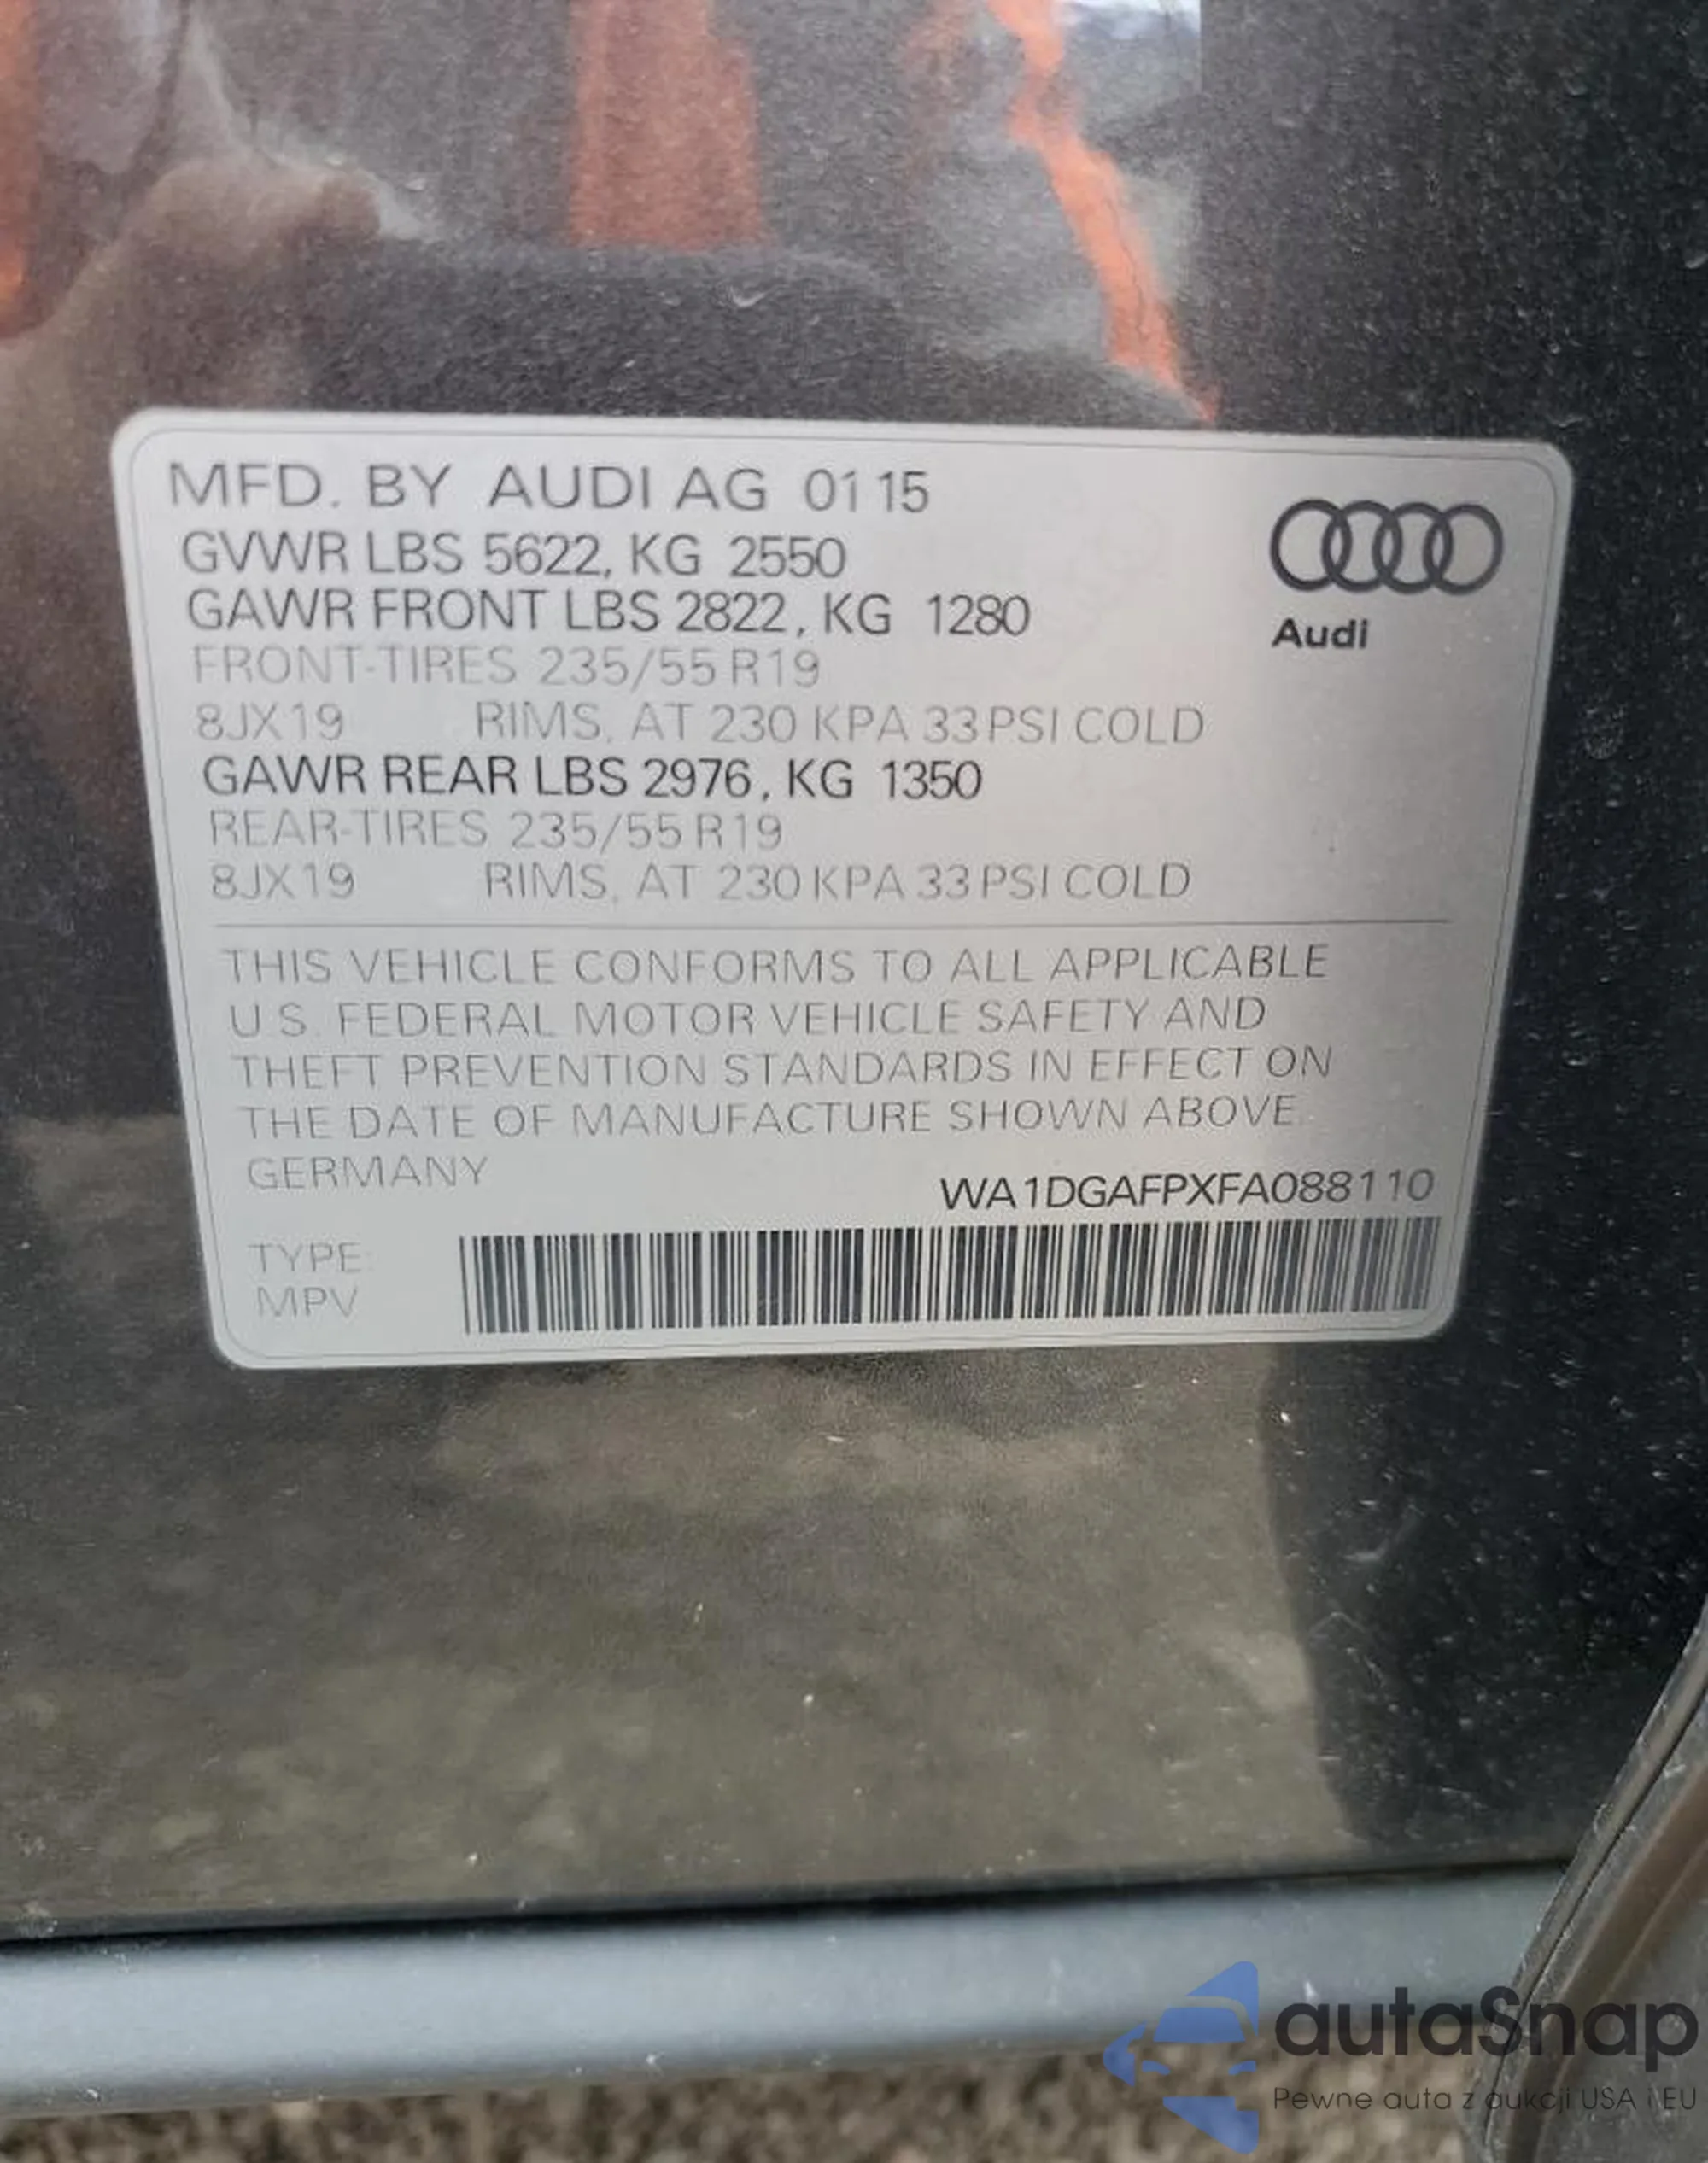 MFD. BY AUDI AG 01 15
GVWR LBS 5622, KG 2550
GAWR FRONT LBS 2822, KG 1280
FRONT-TIRES 235/55 R19
8JX19 RIMS, AT 230 KPA 33 PSI COLD
GAWR REAR LBS 2976, KG 1350
REAR-TIRES 235/55 R19
8JX19 RIMS, AT 230 KPA 33 PSI COLD
Audi
THIS VEHICLE CONFORMS TO ALL APPLICABLE
U.S. FEDERAL MOTOR VEHICLE SAFETY AND
THEFT PREVENTION STANDARDS IN EFFECT ON
THE DATE OF MANUFACTURE SHOWN ABOVE.
GERMANY
WA1DGAFPXFA088110
TYPE:
MPV
autaSnap
Pewne auta z aukcji USA i EU